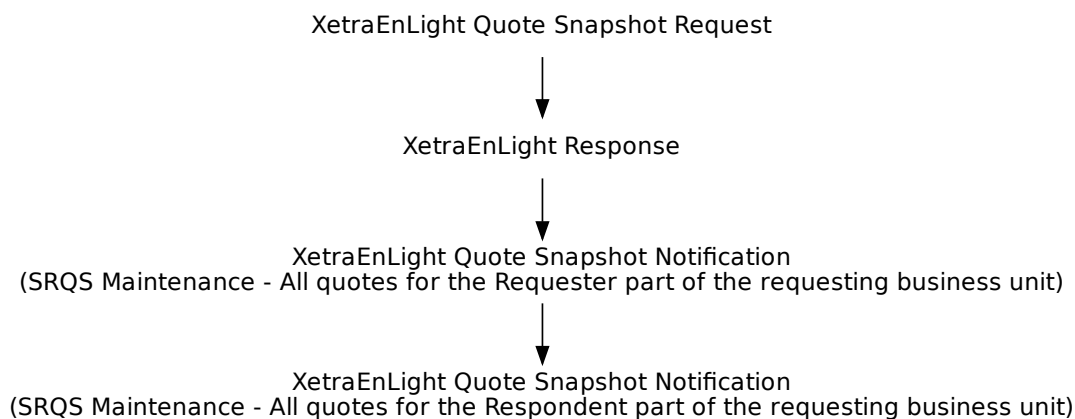 XetraEnLight Quote Snapshot Request
XetraEnLight Response
XetraEnLight Quote Snapshot Notification
(SRQS Maintenance - All quotes for the Requester part of the requesting business unit)
XetraEnLight Quote Snapshot Notification
(SRQS Maintenance - All quotes for the Respondent part of the requesting business unit)